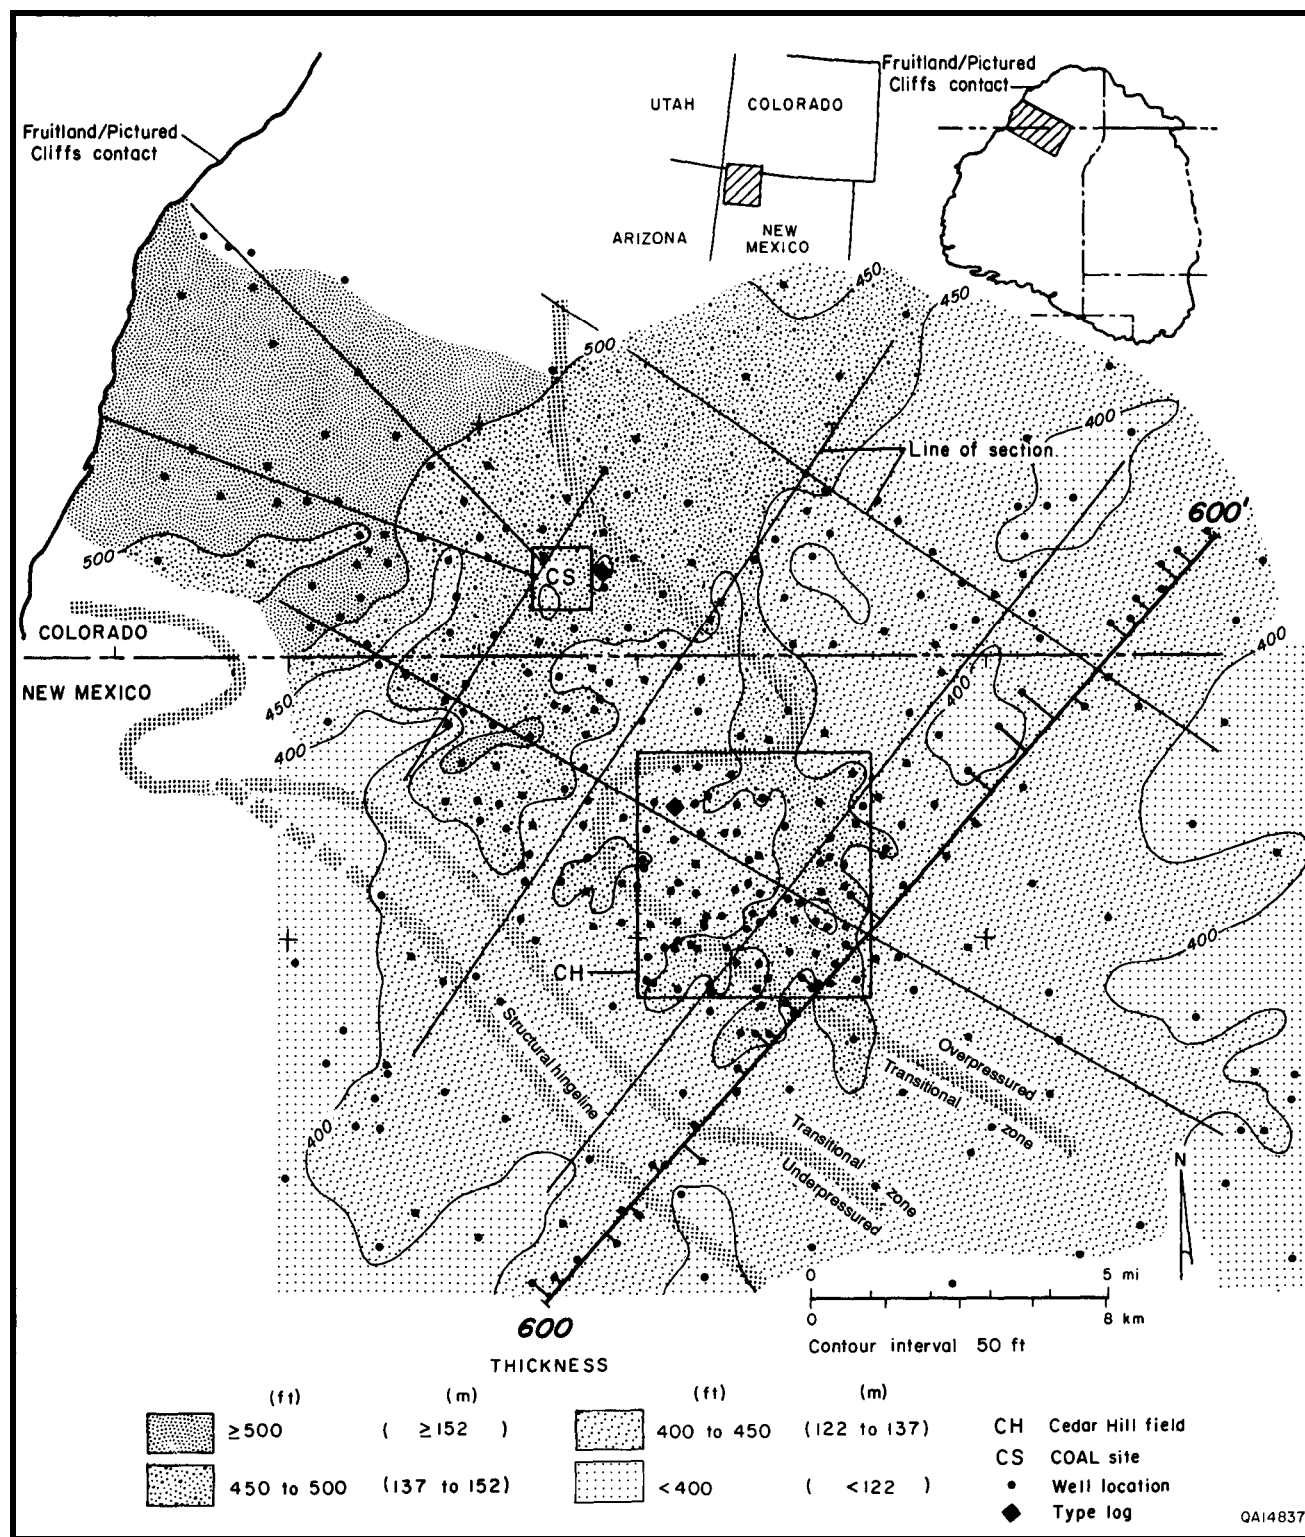 Fruitland/Pictured
Cliffs contact
UTAH
COLORADO
ARIZONA
NEW
MEXICO
Fruitland/Pictured
Cliffs contact
450
450
500
400
Line of section
600'
500
CS
COLORADO
NEW MEXICO
450
400
400
400
400
CH
Structural hingeline
Overpressured
Transitional
zone
Transitional
zone
Underpressured
400
N
600
0
5 mi
0
8 km
Contour interval 50 ft
THICKNESS
(ft) (m) (ft) (m)
≥500 ( ≥152 ) 400 to 450 (122 to 137) CH Cedar Hill field
CS COAL site
450 to 500 (137 to 152) <400 ( <122 ) Well location
Type log
QA14837